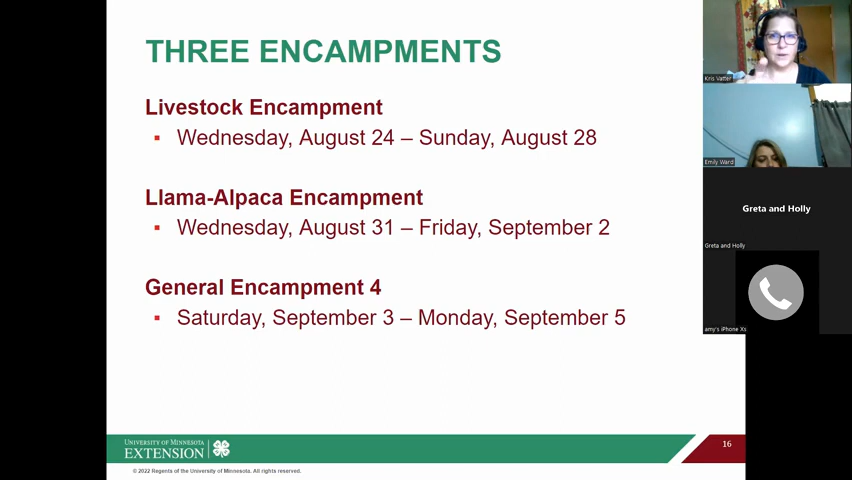 THREE ENCAMPMENTS
Livestock Encampment
▪ Wednesday, August 24 – Sunday, August 28
Llama-Alpaca Encampment
▪ Wednesday, August 31 – Friday, September 2
General Encampment 4
▪ Saturday, September 3 – Monday, September 5
UNIVERSITY OF MINNESOTA
EXTENSION
16
© 2022 Regents of the University of Minnesota. All rights reserved.
Kris Vatter
Emily Ward
Greta and Holly
Greta and Holly
amy's iPhone Xs